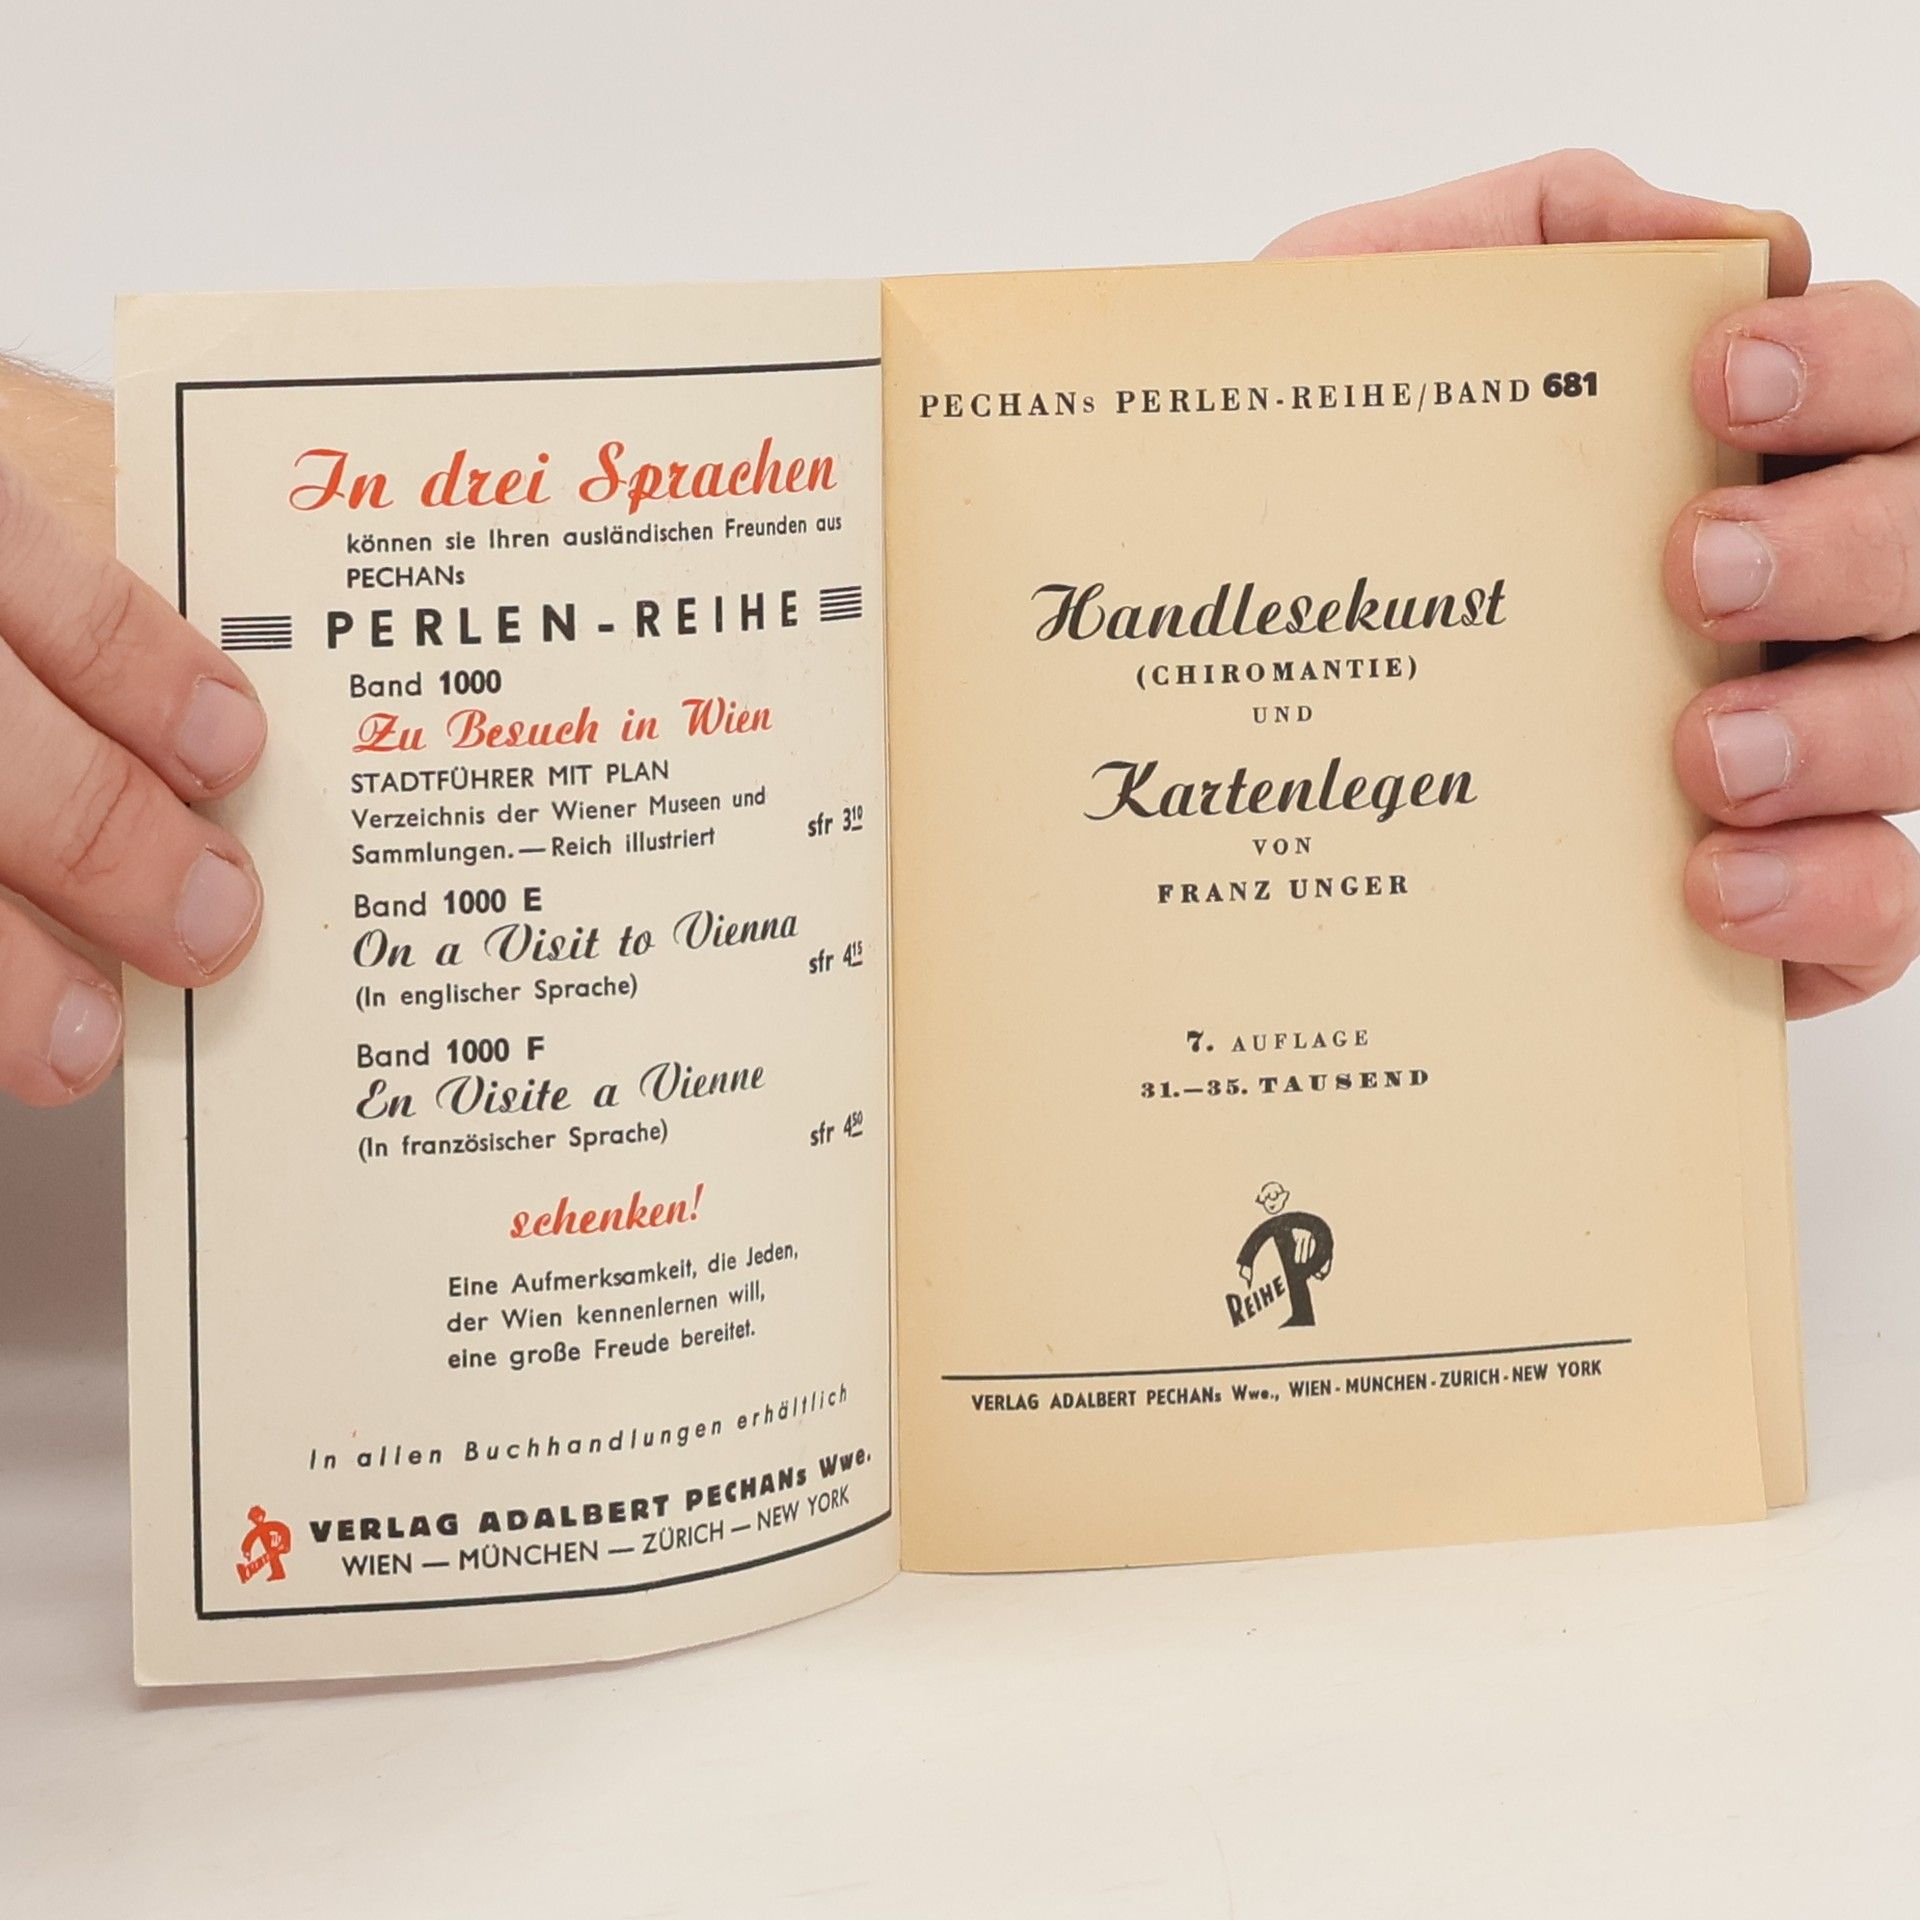 In drei Sprachen
können sie Ihren ausländischen Freunden aus
PECHANs
PERLEN-REIHE
Band 1000
Zu Besuch in Wien
STADTFÜHRER MIT PLAN
Verzeichnis der Wiener Museen und
Sammlungen.—Reich illustriert sfr 3¹⁰
Band 1000 E
On a Visit to Vienna
(In englischer Sprache) sfr 4¹⁵
Band 1000 F
En Visite a Vienne
(In französischer Sprache) sfr 4⁵⁰
schenken!
Eine Aufmerksamkeit, die Jeden,
der Wien kennenlernen will,
eine große Freude bereitet.
In allen Buchhandlungen erhältlich
VERLAG ADALBERT PECHANs Wwe.
WIEN — MÜNCHEN — ZÜRICH — NEW YORK
PECHANs PERLEN-REIHE/BAND 681
Handlesekunst
(CHIROMANTIE)
UND
Kartenlegen
VON
FRANZ UNGER
7. AUFLAGE
31.—35. TAUSEND
REIHE P
VERLAG ADALBERT PECHANs Wwe., WIEN-MÜNCHEN-ZÜRICH-NEW YORK